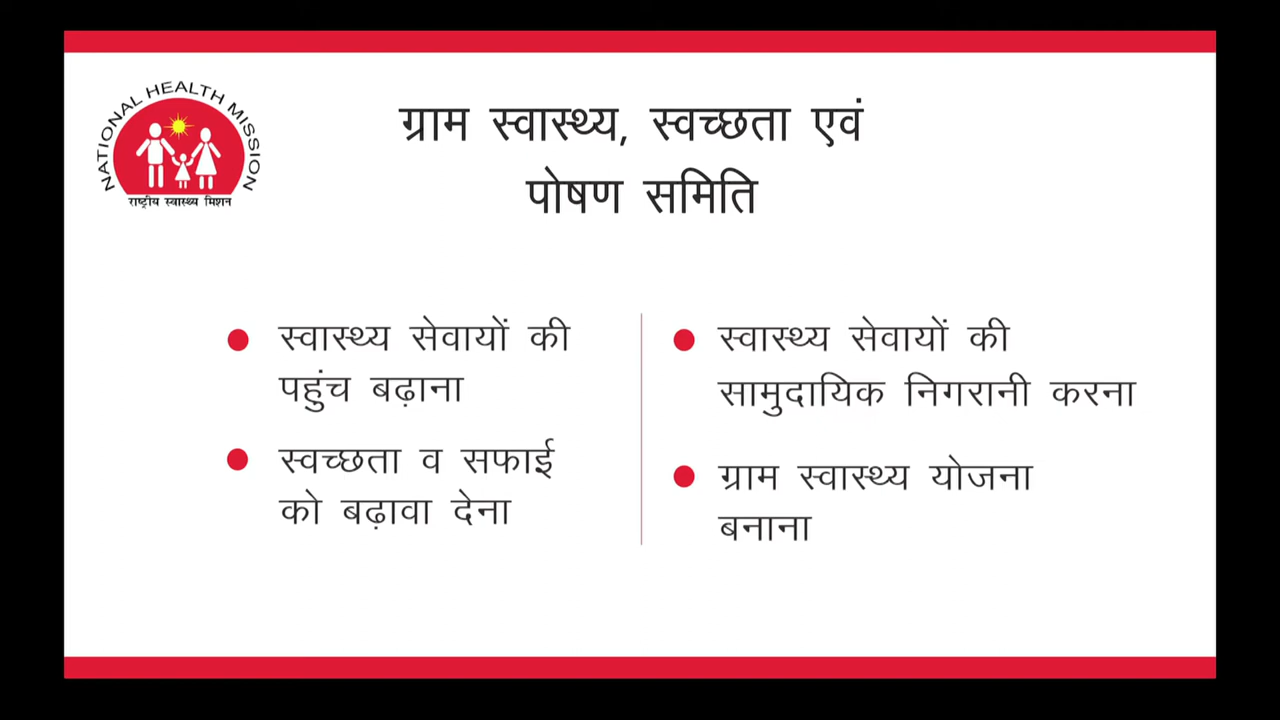 NATIONAL HEALTH MISSION
राष्ट्रीय स्वास्थ्य मिशन
ग्राम स्वास्थ्य, स्वच्छता एवं
पोषण समिति
स्वास्थ्य सेवायों की
पहुंच बढ़ाना
स्वच्छता व सफाई
को बढ़ावा देना
स्वास्थ्य सेवायों की
सामुदायिक निगरानी करना
ग्राम स्वास्थ्य योजना
बनाना